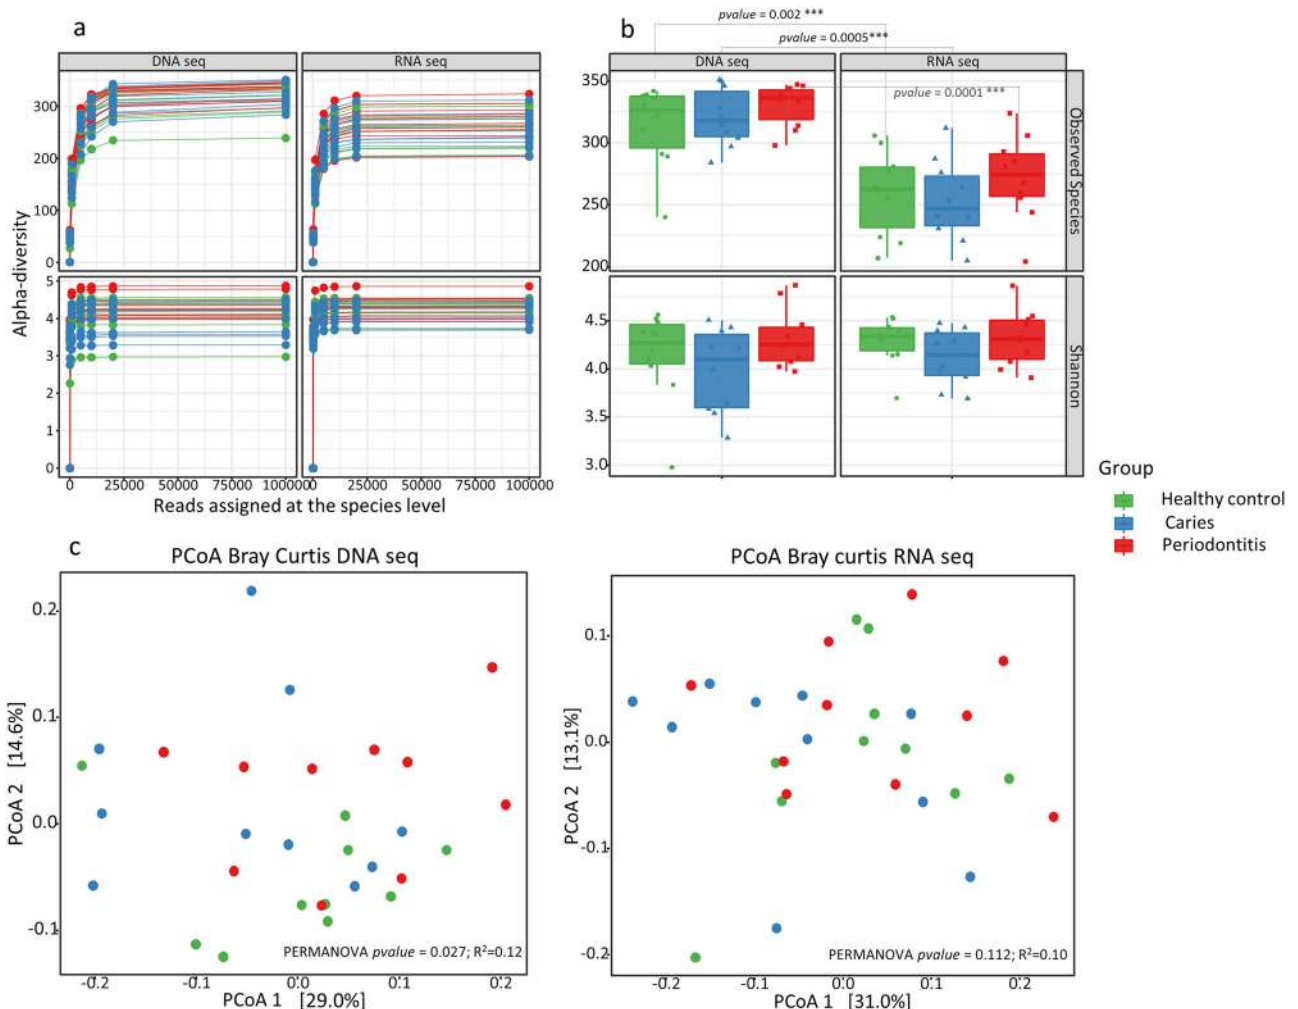 a
b
pvalue = 0.002 ***
pvalue = 0.0005***
DNA seq
RNA seq
DNA seq
RNA seq
pvalue = 0.0001 ***
300
200
100
0
350
300
250
200
Observed Species
5
4
3
2
1
0
4.5
4.0
3.5
3.0
Shannon
Alpha-diversity
0 25000 50000 75000 100000
0 25000 50000 75000 100000
Reads assigned at the species level
Group
Healthy control
Caries
Periodontitis
c
PCoA Bray Curtis DNA seq
PCoA Bray curtis RNA seq
0.2
0.1
0.0
-0.1
PCoA 2 [14.6%]
PERMANOVA pvalue = 0.027; R²=0.12
-0.2 -0.1 0.0 0.1 0.2
PCoA 1 [29.0%]
0.1
0.0
-0.1
-0.2
PCoA 2 [13.1%]
PERMANOVA pvalue = 0.112; R²=0.10
-0.2 -0.1 0.0 0.1 0.2
PCoA 1 [31.0%]